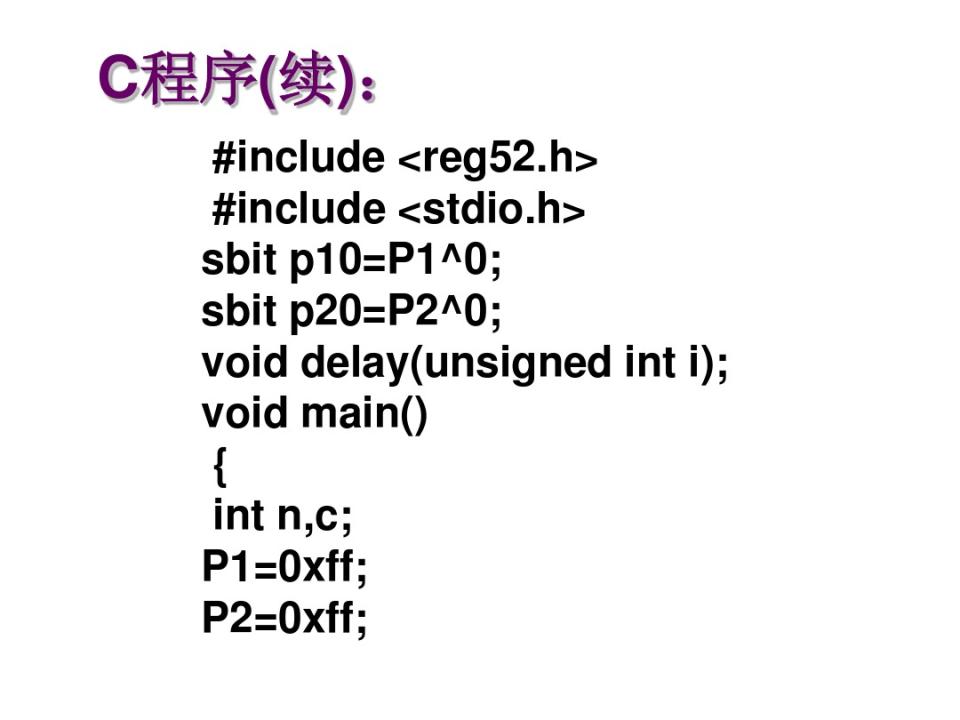 C程序(续)：
#include <reg52.h>
#include <stdio.h>
sbit p10=P1^0;
sbit p20=P2^0;
void delay(unsigned int i);
void main()
{
int n,c;
P1=0xff;
P2=0xff;